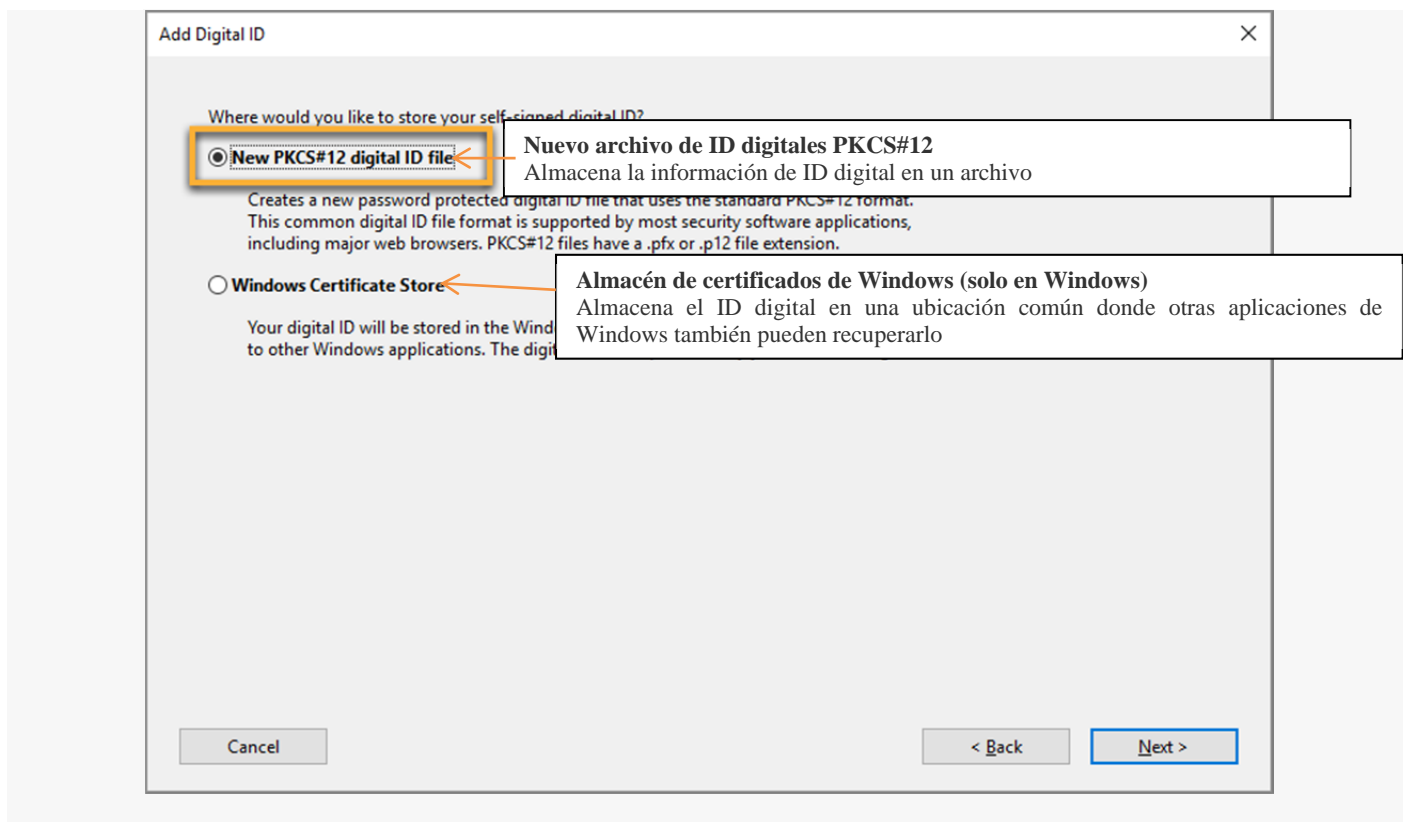 Add Digital ID
Where would you like to store your self-signed digital ID?
New PKCS#12 digital ID file
Nuevo archivo de ID digitales PKCS#12
Almacena la información de ID digital en un archivo
Creates a new password protected digital ID file that uses the standard PKCS#12 format.
This common digital ID file format is supported by most security software applications,
including major web browsers. PKCS#12 files have a .pfx or .p12 file extension.
Windows Certificate Store
Almacén de certificados de Windows (solo en Windows)
Almacena el ID digital en una ubicación común donde otras aplicaciones de
Windows también pueden recuperarlo
Your digital ID will be stored in the
to other Windows applications. The
Cancel
< Back
Next >